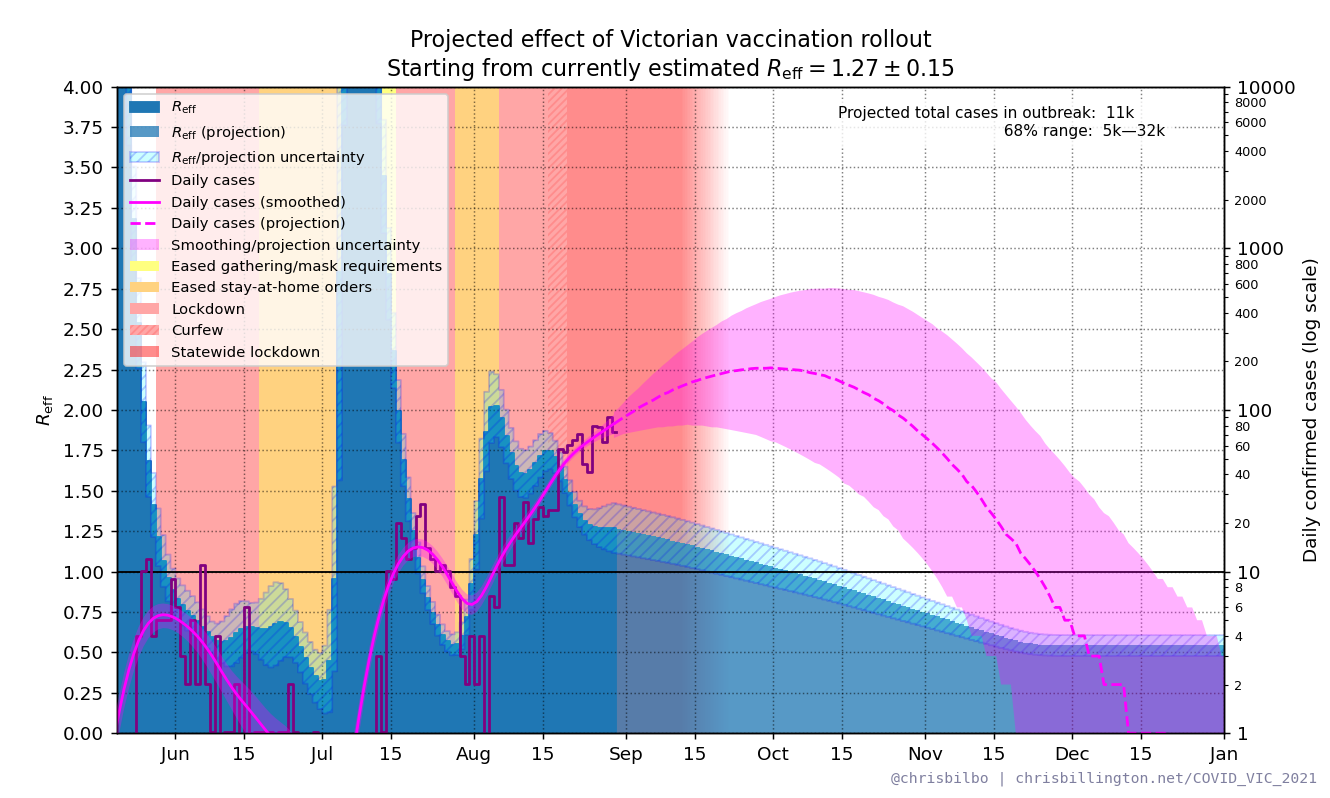 Projected effect of Victorian vaccination rollout
Starting from currently estimated Reff = 1.27 ± 0.15
Projected total cases in outbreak: 11k
68% range: 5k—32k
Reff
Reff (projection)
Reff/projection uncertainty
Daily cases
Daily cases (smoothed)
Daily cases (projection)
Smoothing/projection uncertainty
Eased gathering/mask requirements
Eased stay-at-home orders
Lockdown
Curfew
Statewide lockdown
Reff
4.00
3.75
3.50
3.25
3.00
2.75
2.50
2.25
2.00
1.75
1.50
1.25
1.00
0.75
0.50
0.25
0.00
10000
8000
6000
4000
2000
1000
800
600
400
200
100
80
60
40
20
10
8
6
4
2
1
Daily confirmed cases (log scale)
Jun 15 Jul 15 Aug 15 Sep 15 Oct 15 Nov 15 Dec 15 Jan
@chrisbilbo | chrisbillington.net/COVID_VIC_2021